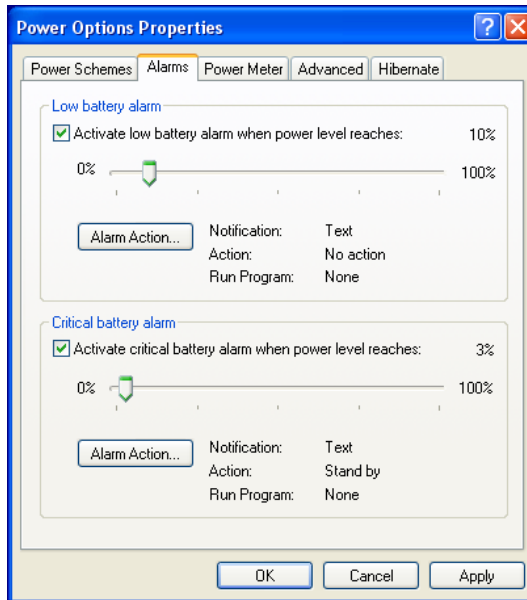 Power Options Properties
Power Schemes Alarms Power Meter Advanced Hibernate
Low battery alarm
Activate low battery alarm when power level reaches: 10%
0% 100%
Alarm Action... Notification: Text
Action: No action
Run Program: None
Critical battery alarm
Activate critical battery alarm when power level reaches: 3%
0% 100%
Alarm Action... Notification: Text
Action: Stand by
Run Program: None
OK Cancel Apply